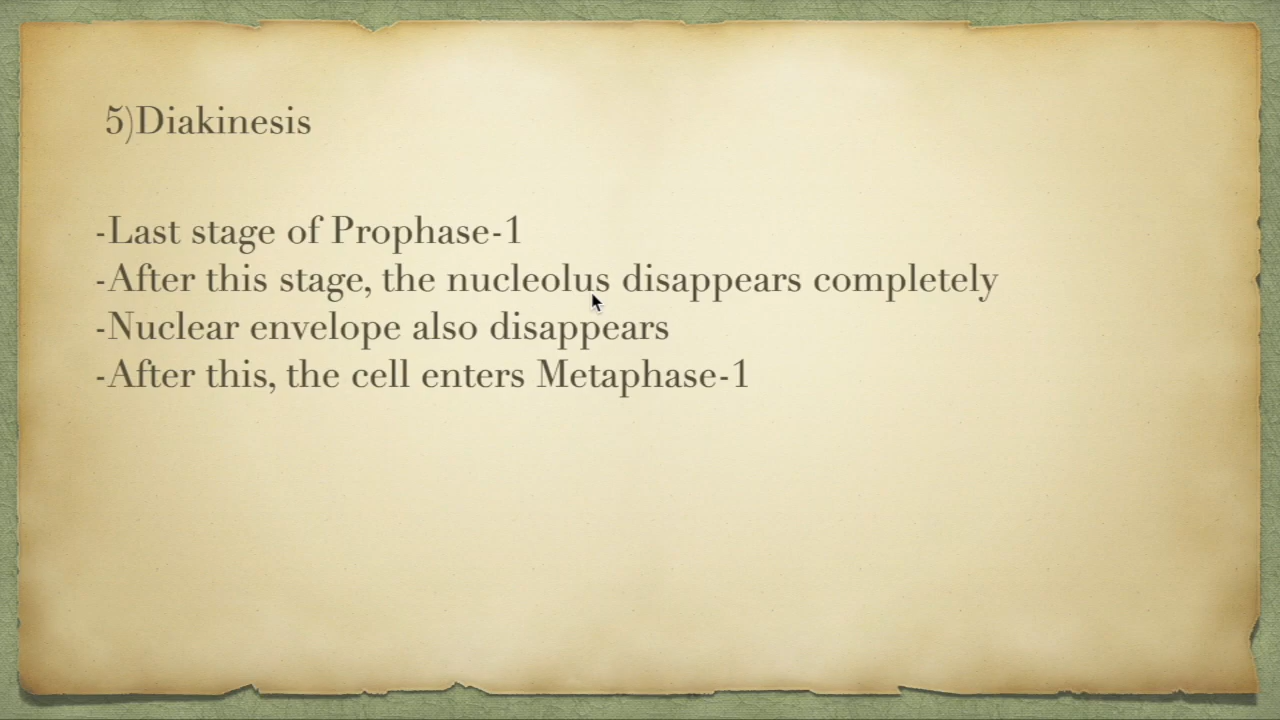 5)Diakinesis
-Last stage of Prophase-1
-After this stage, the nucleolus disappears completely
-Nuclear envelope also disappears
-After this, the cell enters Metaphase-1